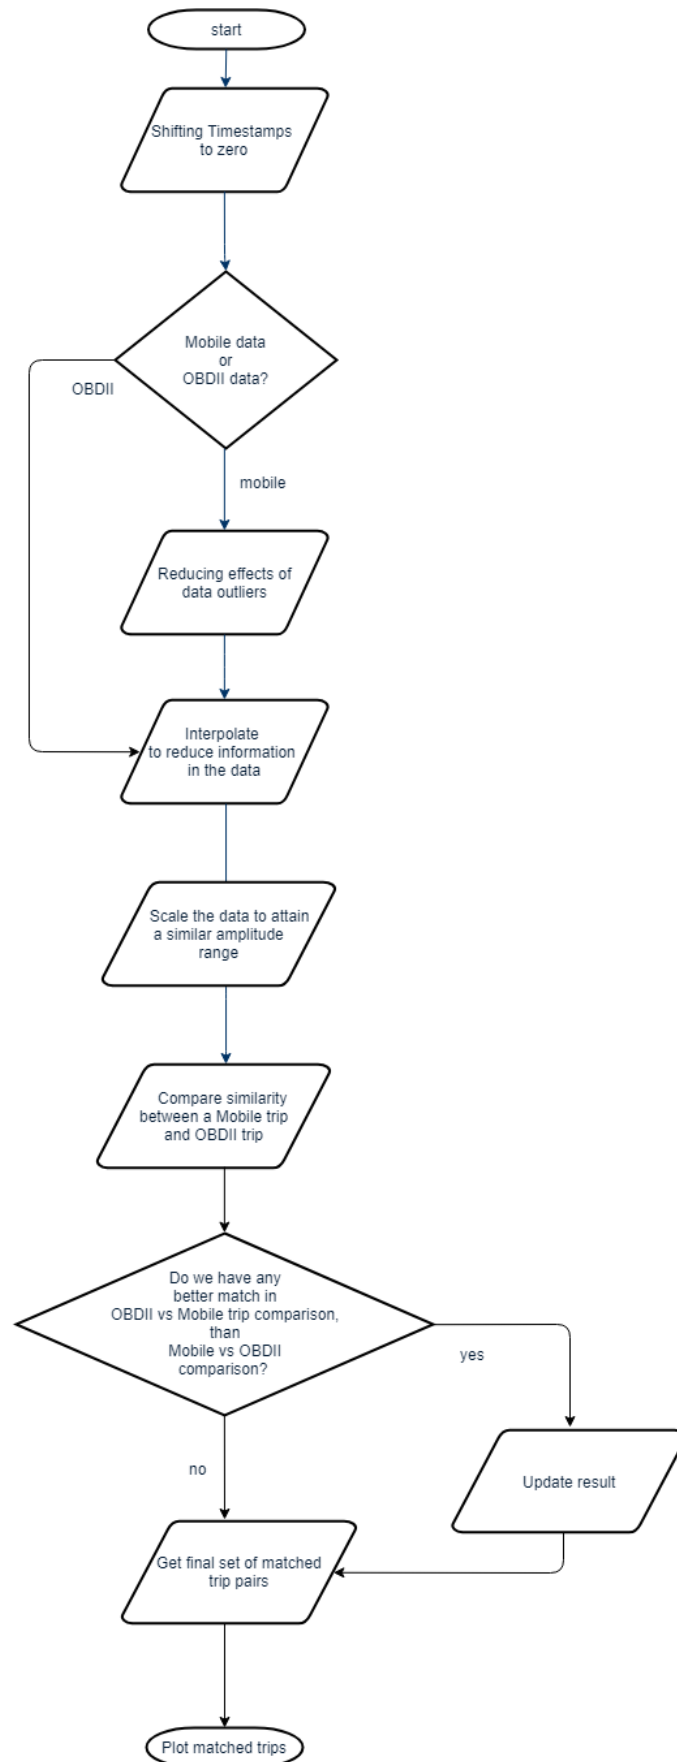 start
Shifting Timestamps
to zero
Mobile data
or
OBDII data?
OBDII
mobile
Reducing effects of
data outliers
Interpolate
to reduce information
in the data
Scale the data to attain
a similar amplitude
range
Compare similarity
between a Mobile trip
and OBDII trip
Do we have any
better match in
OBDII vs Mobile trip comparison,
than
Mobile vs OBDII
comparison?
yes
no
Update result
Get final set of matched
trip pairs
Plot matched trips